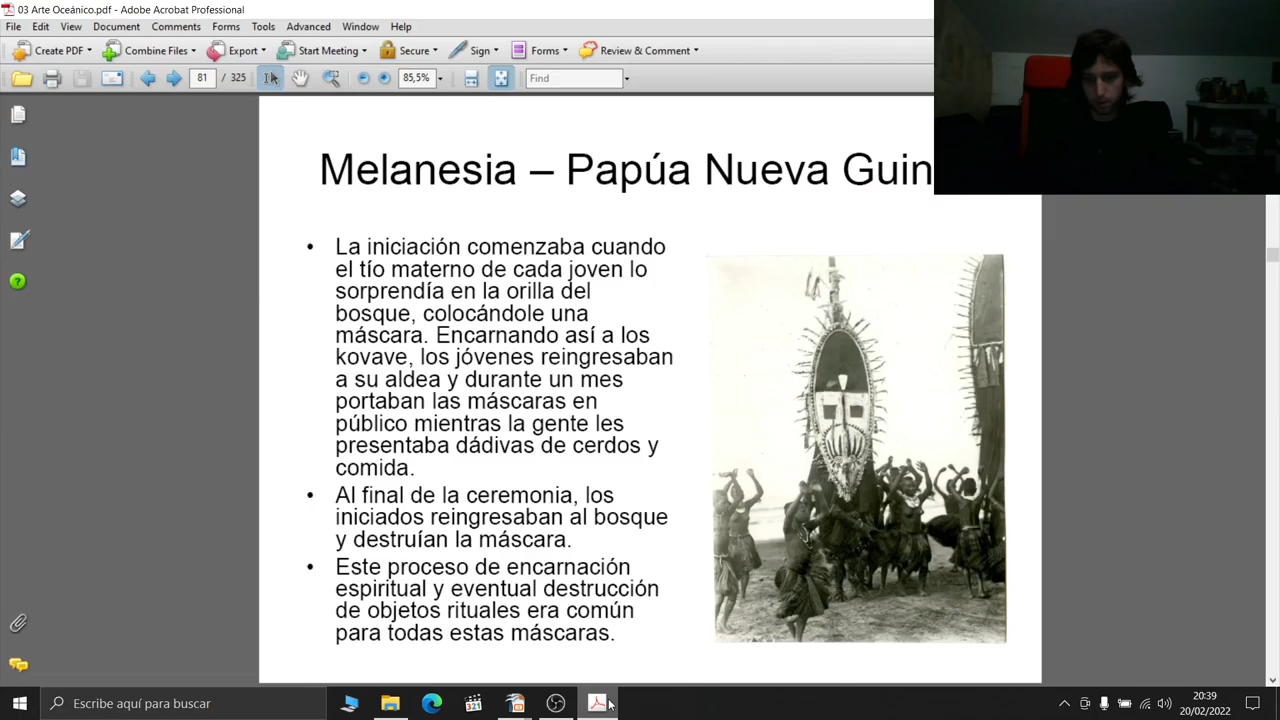 03 Arte Oceánico.pdf - Adobe Acrobat Professional
File Edit View Document Comments Forms Tools Advanced Window Help
Create PDF Combine Files Export Start Meeting Secure Sign Forms Review & Comment
81 / 325 85,5% Find
Melanesia – Papúa Nueva Guin
• La iniciación comenzaba cuando
el tío materno de cada joven lo
sorprendía en la orilla del
bosque, colocándole una
máscara. Encarnando así a los
kovave, los jóvenes reingresaban
a su aldea y durante un mes
portaban las máscaras en
público mientras la gente les
presentaba dádivas de cerdos y
comida.
• Al final de la ceremonia, los
iniciados reingresaban al bosque
y destruían la máscara.
• Este proceso de encarnación
espiritual y eventual destrucción
de objetos rituales era común
para todas estas máscaras.
Escribe aquí para buscar
321
20:39
20/02/2022